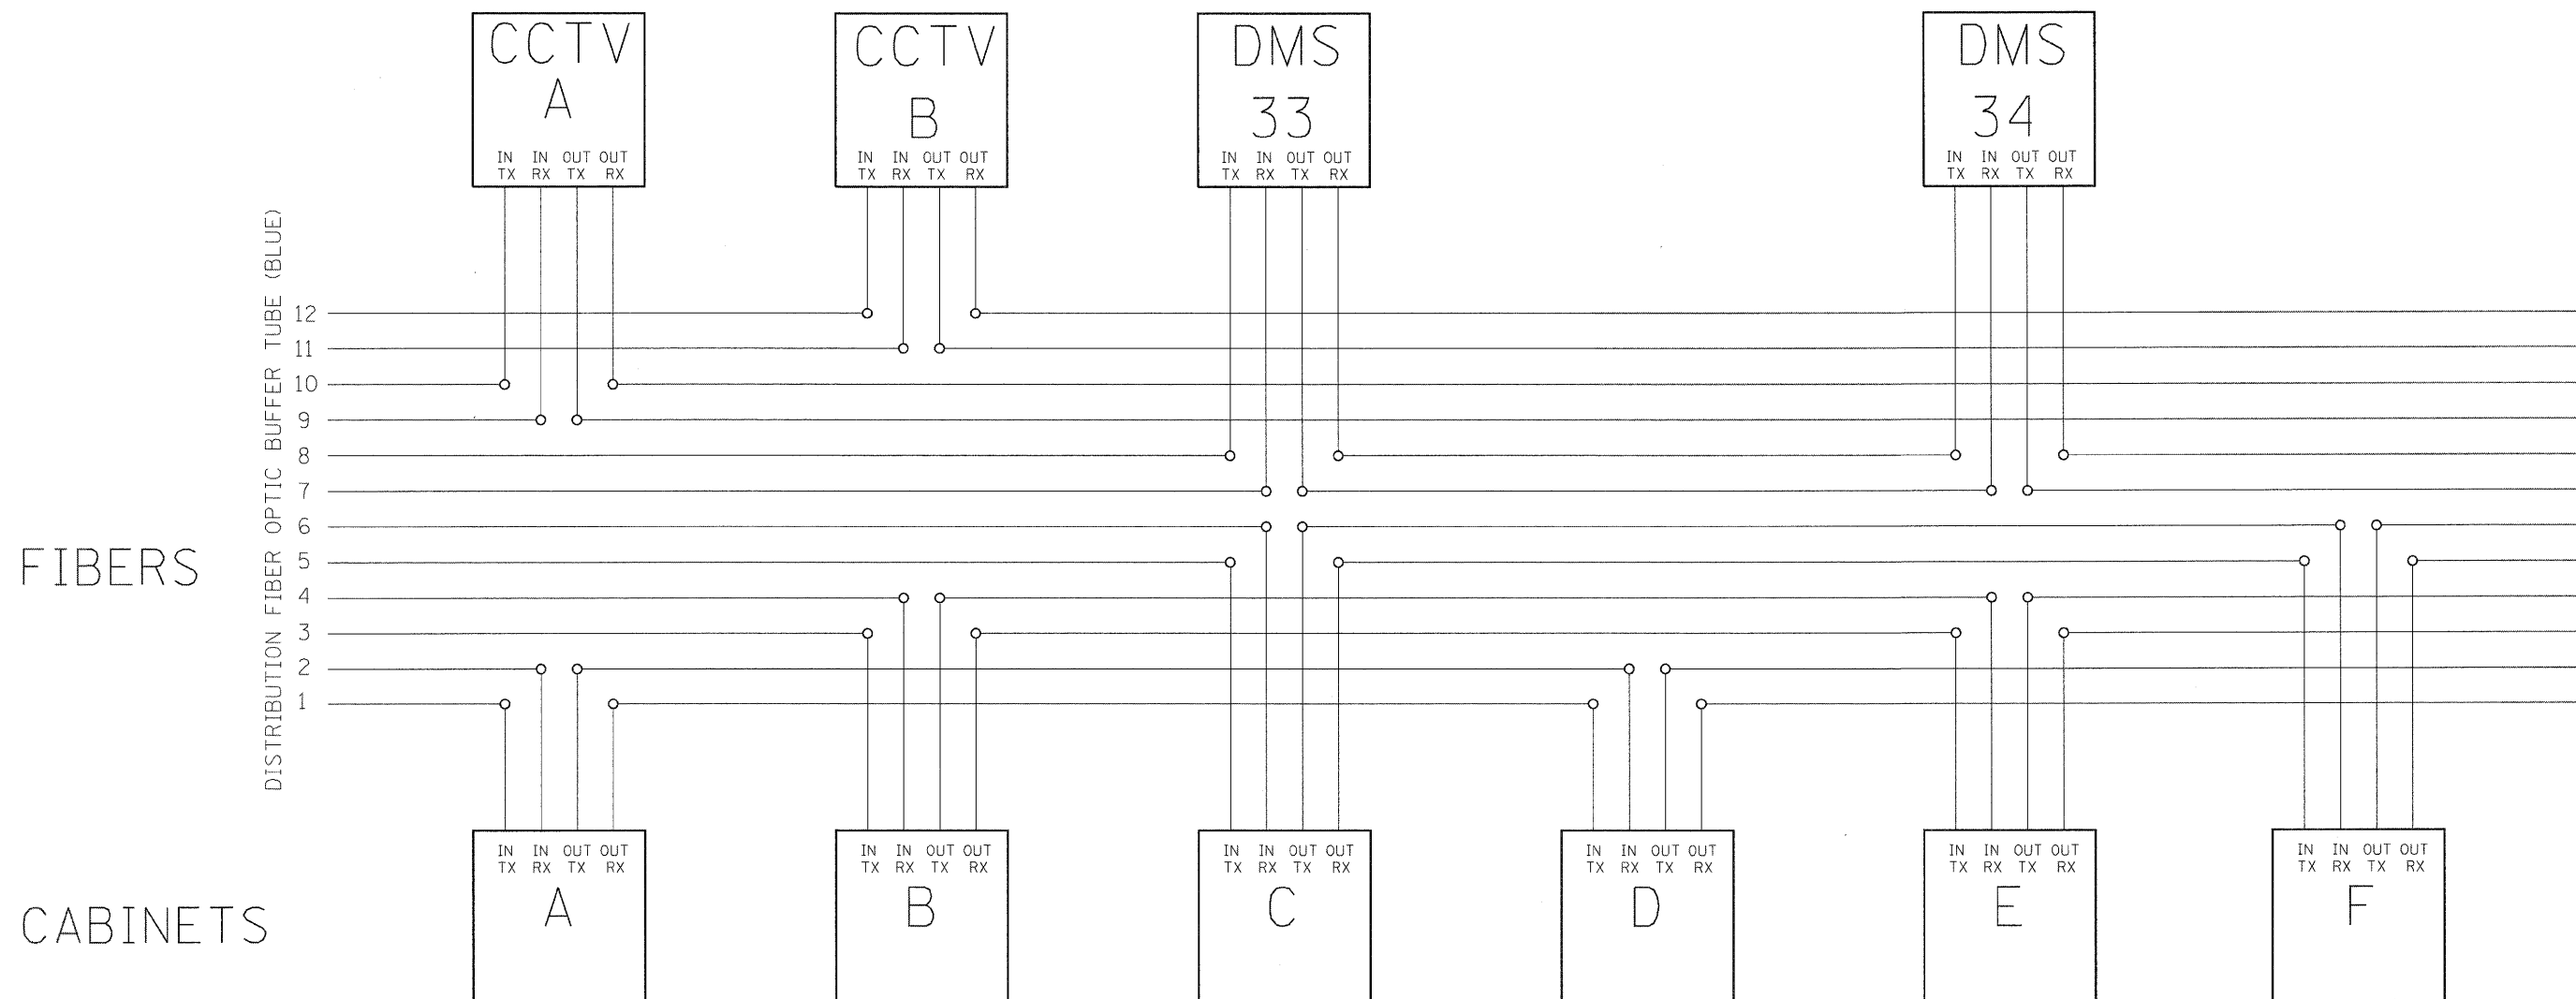 CCTV
A
IN IN OUT OUT
TX RX TX RX
CCTV
B
IN IN OUT OUT
TX RX TX RX
DMS
33
IN IN OUT OUT
TX RX TX RX
DMS
34
IN IN OUT OUT
TX RX TX RX
DISTRIBUTION FIBER OPTIC BUFFER TUBE (BLUE)
12
11
10
9
8
7
6
5
4
3
2
1
FIBERS
CABINETS
IN IN OUT OUT
TX RX TX RX
A
IN IN OUT OUT
TX RX TX RX
B
IN IN OUT OUT
TX RX TX RX
C
IN IN OUT OUT
TX RX TX RX
D
IN IN OUT OUT
TX RX TX RX
E
IN IN OUT OUT
TX RX TX RX
F